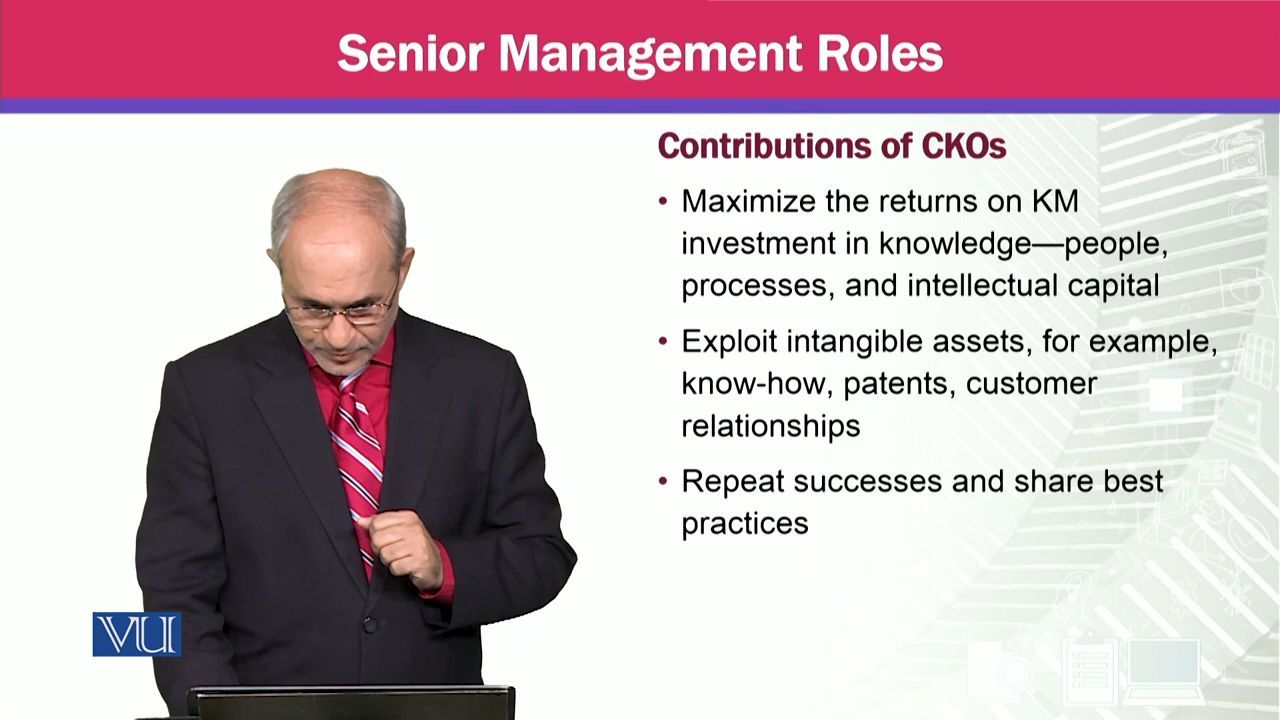 Senior Management Roles
Contributions of CKOs
• Maximize the returns on KM
investment in knowledge—people,
processes, and intellectual capital
• Exploit intangible assets, for example,
know-how, patents, customer
relationships
• Repeat successes and share best
practices
VU